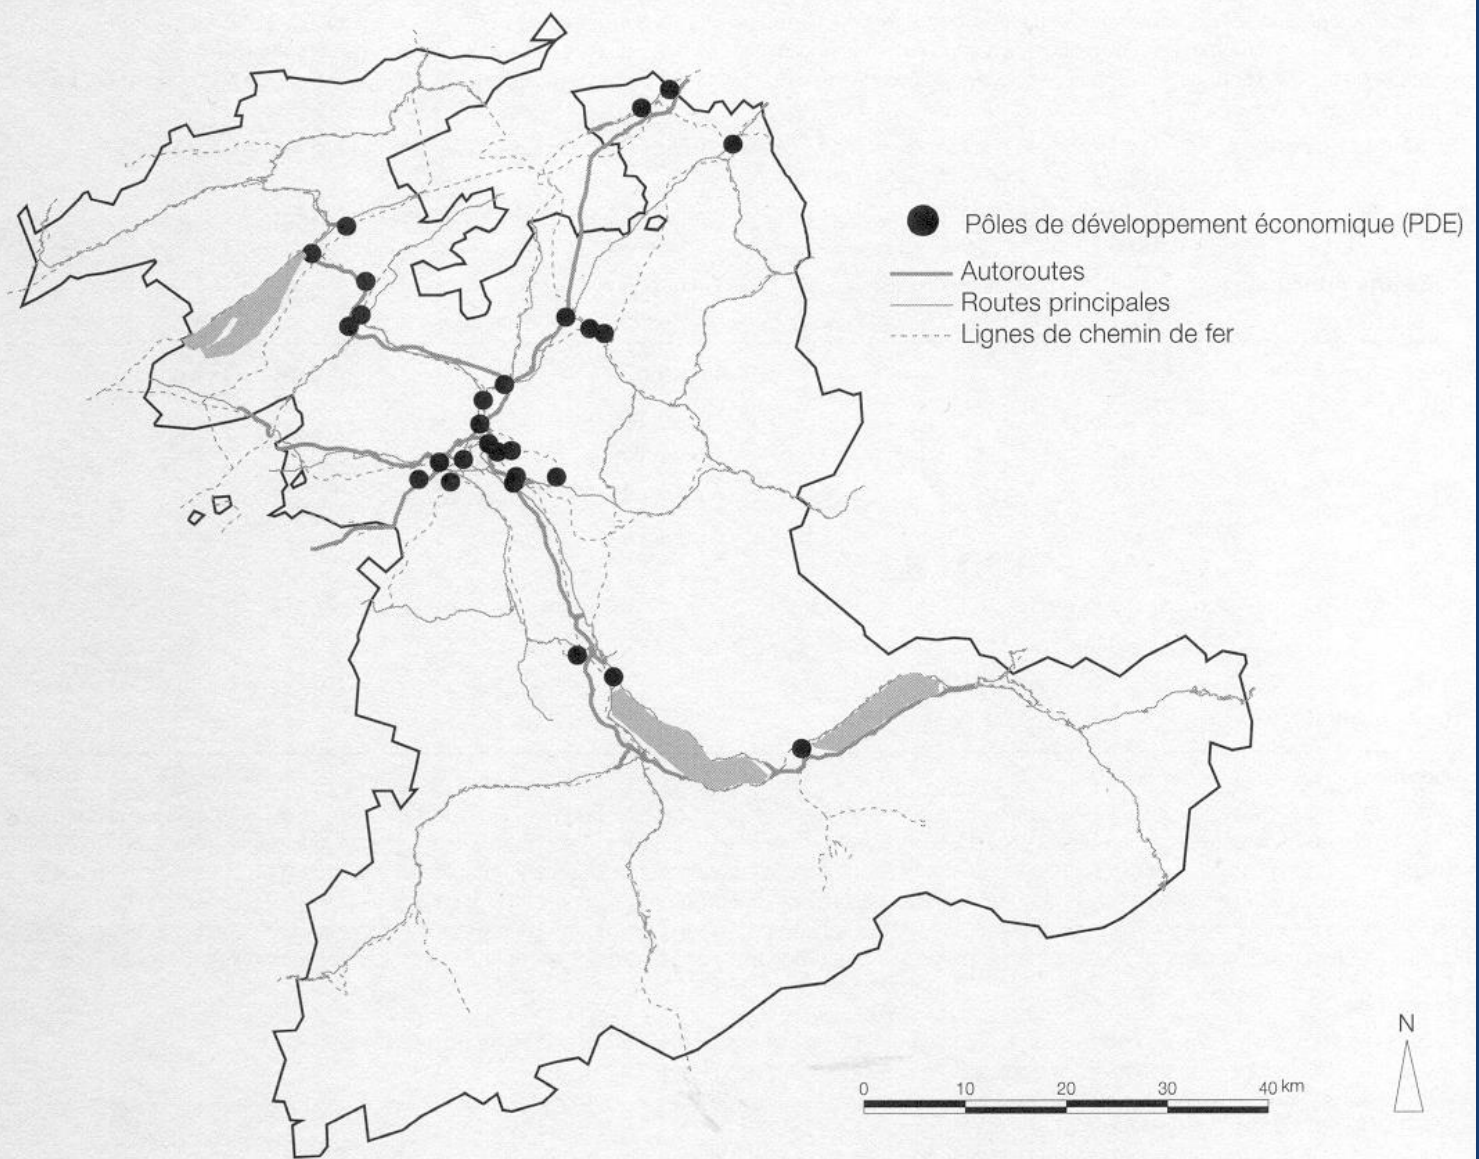 Pôles de développement économique (PDE)
Autoroutes
Routes principales
Lignes de chemin de fer
N
0 10 20 30 40 km